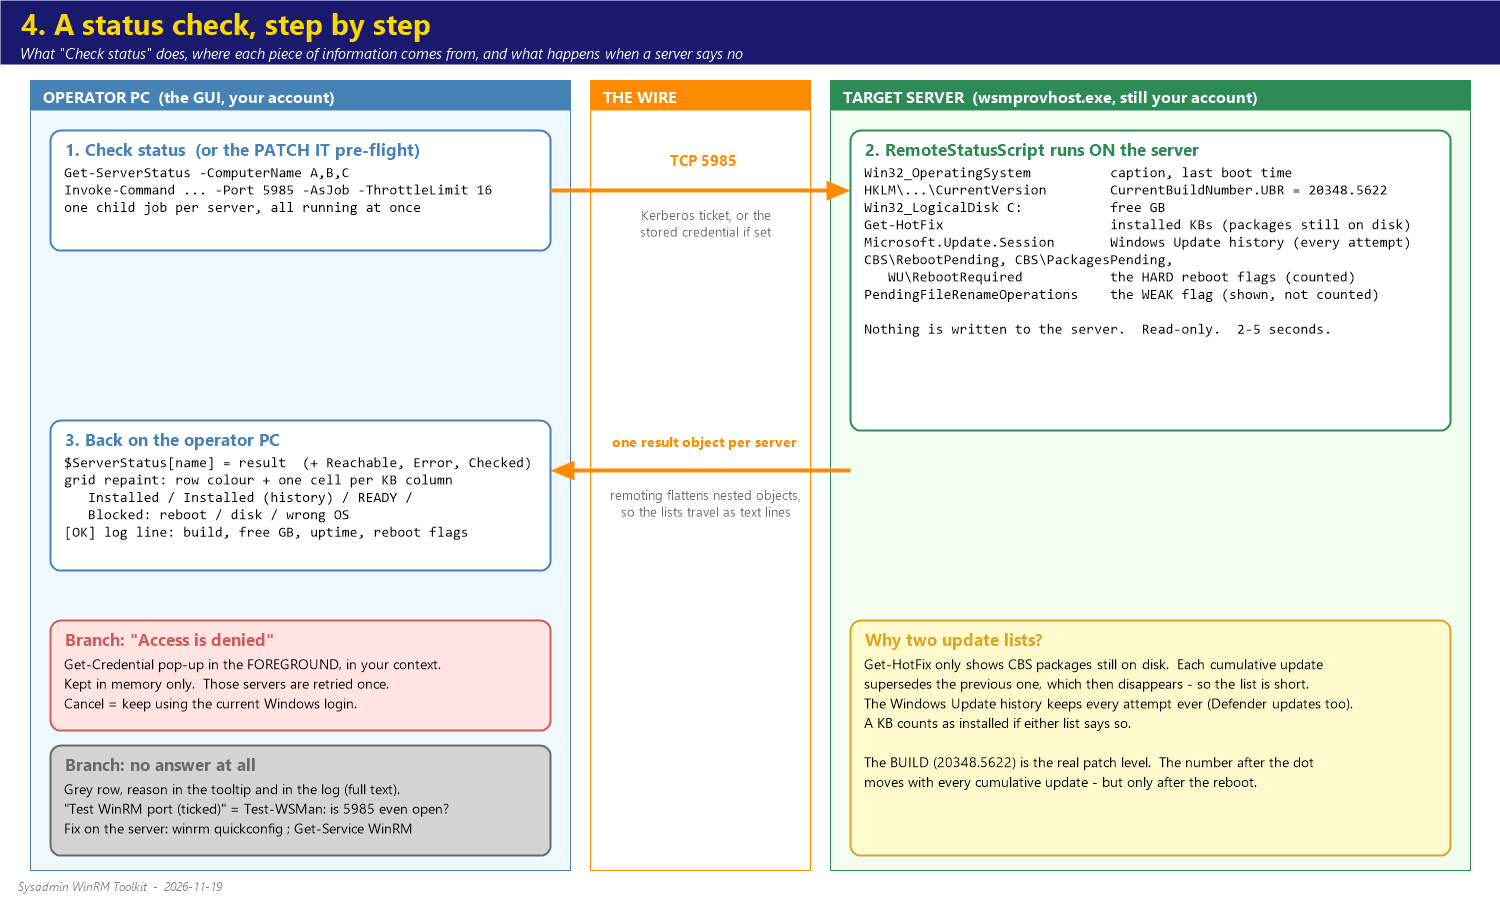 4. A status check, step by step
What "Check status" does, where each piece of information comes from, and what happens when a server says no
OPERATOR PC  (the GUI, your account)
1. Check status  (or the PATCH IT pre-flight)
Get-ServerStatus -ComputerName A,B,C
Invoke-Command ... -Port 5985 -AsJob -ThrottleLimit 16
one child job per server, all running at once
THE WIRE
TCP 5985
Kerberos ticket, or the
stored credential if set
TARGET SERVER  (wsmprovhost.exe, still your account)
2. RemoteStatusScript runs ON the server
Win32_OperatingSystem          caption, last boot time
HKLM\...\CurrentVersion        CurrentBuildNumber.UBR = 20348.5622
Win32_LogicalDisk C:           free GB
Get-HotFix                     installed KBs (packages still on disk)
Microsoft.Update.Session       Windows Update history (every attempt)
CBS\RebootPending, CBS\PackagesPending,
   WU\RebootRequired           the HARD reboot flags (counted)
PendingFileRenameOperations    the WEAK flag (shown, not counted)
Nothing is written to the server.  Read-only.  2-5 seconds.
3. Back on the operator PC
$ServerStatus[name] = result  (+ Reachable, Error, Checked)
grid repaint: row colour + one cell per KB column
   Installed / Installed (history) / READY /
   Blocked: reboot / disk / wrong OS
[OK] log line: build, free GB, uptime, reboot flags
one result object per server
remoting flattens nested objects,
so the lists travel as text lines
Branch: "Access is denied"
Get-Credential pop-up in the FOREGROUND, in your context.
Kept in memory only.  Those servers are retried once.
Cancel = keep using the current Windows login.
Branch: no answer at all
Grey row, reason in the tooltip and in the log (full text).
"Test WinRM port (ticked)" = Test-WSMan: is 5985 even open?
Fix on the server: winrm quickconfig ; Get-Service WinRM
Why two update lists?
Get-HotFix only shows CBS packages still on disk.  Each cumulative update
supersedes the previous one, which then disappears - so the list is short.
The Windows Update history keeps every attempt ever (Defender updates too).
A KB counts as installed if either list says so.
The BUILD (20348.5622) is the real patch level.  The number after the dot
moves with every cumulative update - but only after the reboot.
Sysadmin WinRM Toolkit  -  2026-11-19